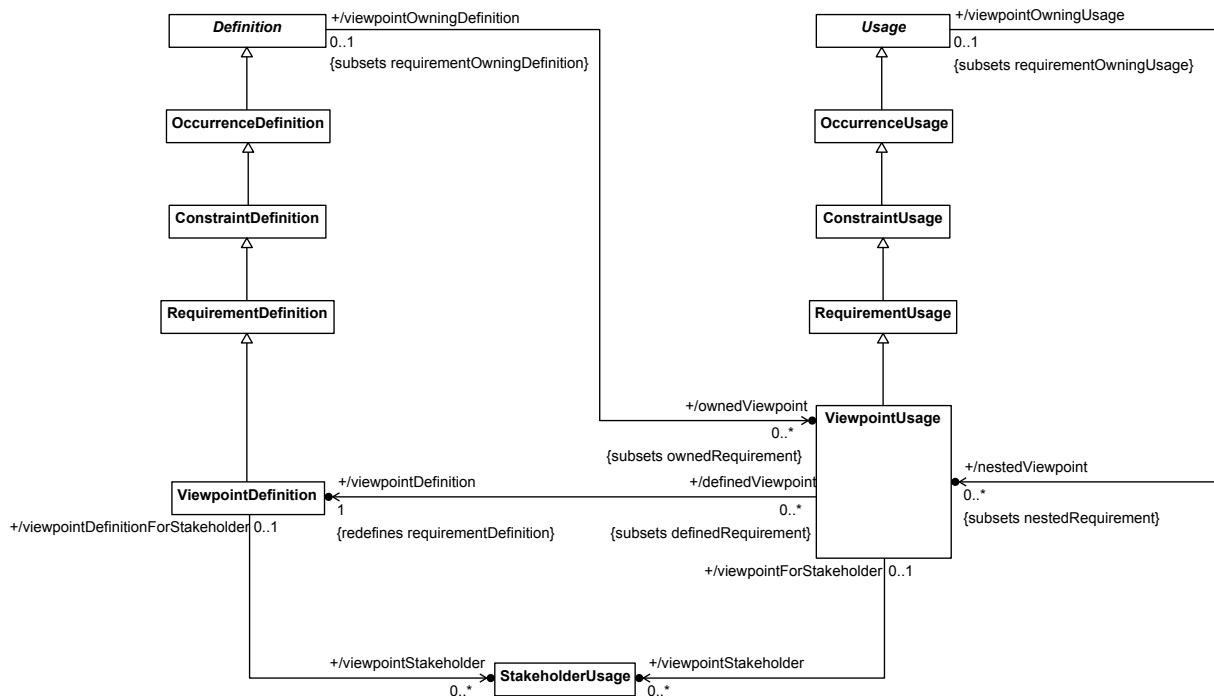 +/viewpointOwningDefinition
Definition
0..1
{subsets requirementOwningDefinition}
+/viewpointOwningUsage
Usage
0..1
{subsets requirementOwningUsage}
OccurrenceDefinition
OccurrenceUsage
ConstraintDefinition
ConstraintUsage
RequirementDefinition
RequirementUsage
+/ownedViewpoint
0..*
{subsets ownedRequirement}
ViewpointUsage
+/nestedViewpoint
0..*
{subsets nestedRequirement}
ViewpointDefinition
+/viewpointDefinition
1
{redefines requirementDefinition}
+/definedViewpoint
0..*
{subsets definedRequirement}
+/viewpointDefinitionForStakeholder 0..1
+/viewpointForStakeholder 0..1
+/viewpointStakeholder
0..*
StakeholderUsage
+/viewpointStakeholder
0..*